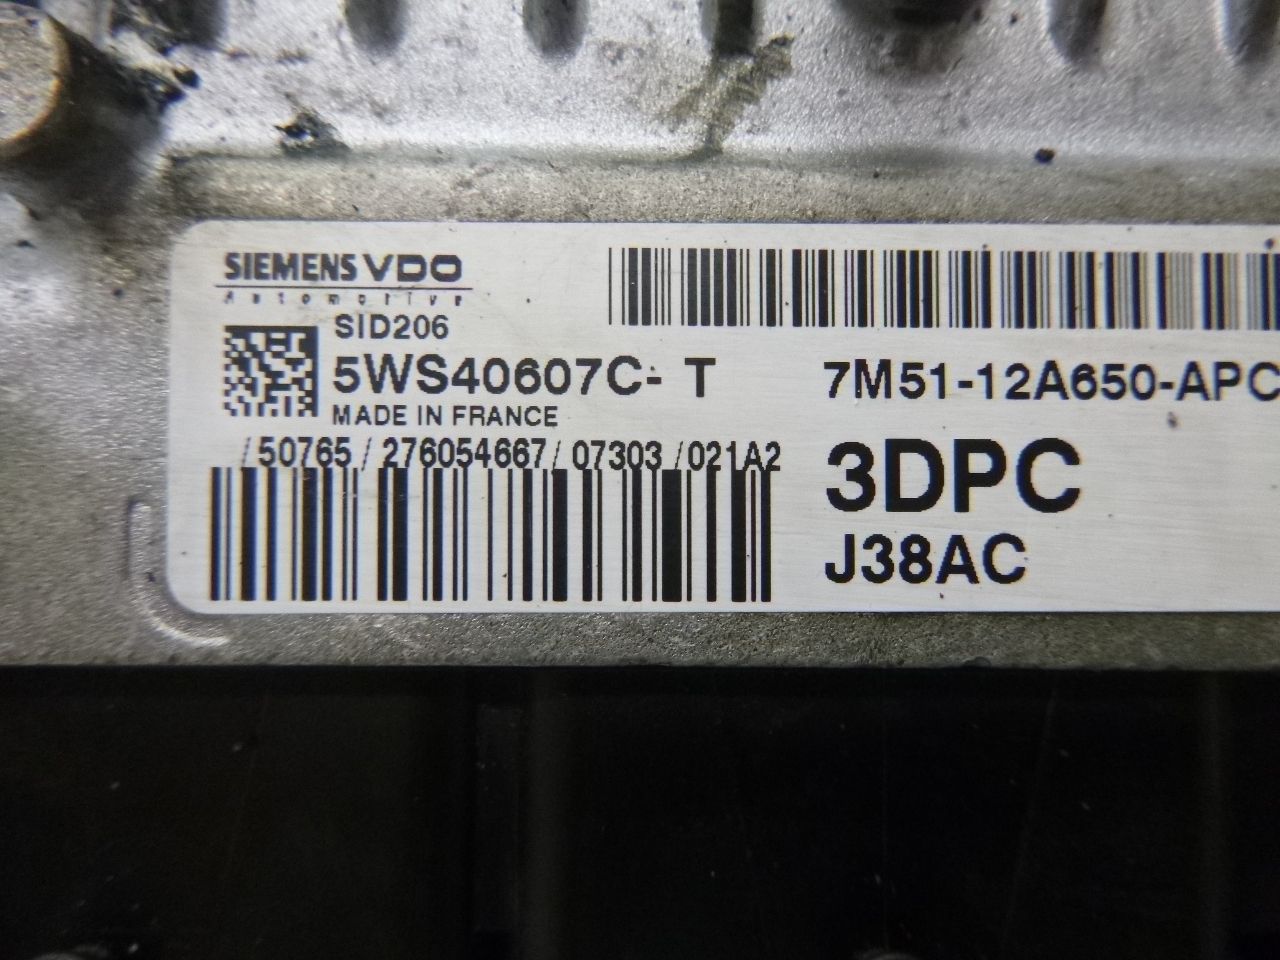 SIEMENS VDO
Automotive
SID206
5WS40607C- T
MADE IN FRANCE
/50765/276054667/07303/021A2
7M51-12A650-APC
3DPC
J38AC